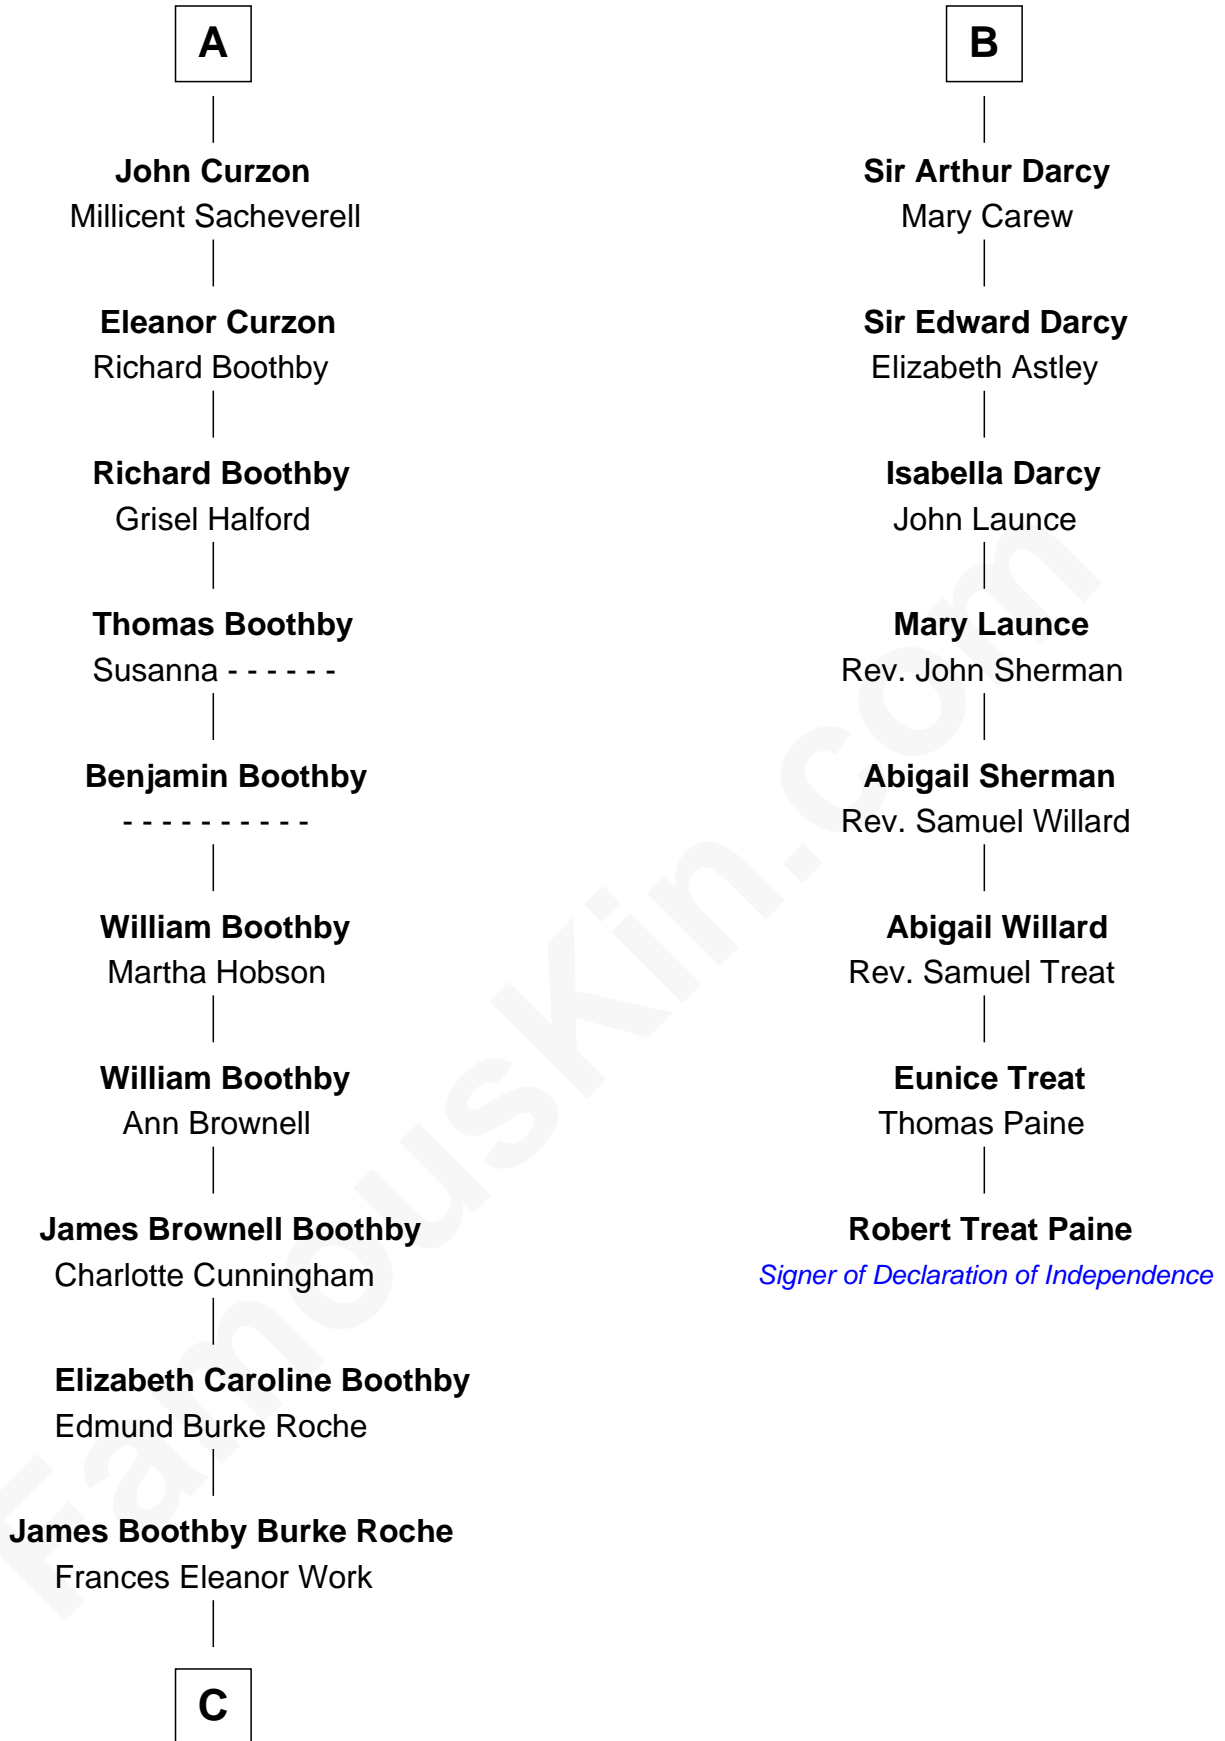 A
John Curzon
Millicent Sacheverell
Eleanor Curzon
Richard Boothby
Richard Boothby
Grisel Halford
Thomas Boothby
Susanna - - - - - -
Benjamin Boothby
- - - - - - - - - -
William Boothby
Martha Hobson
William Boothby
Ann Brownell
James Brownell Boothby
Charlotte Cunningham
Elizabeth Caroline Boothby
Edmund Burke Roche
James Boothby Burke Roche
Frances Eleanor Work
C
B
Sir Arthur Darcy
Mary Carew
Sir Edward Darcy
Elizabeth Astley
Isabella Darcy
John Launce
Mary Launce
Rev. John Sherman
Abigail Sherman
Rev. Samuel Willard
Abigail Willard
Rev. Samuel Treat
Eunice Treat
Thomas Paine
Robert Treat Paine
Signer of Declaration of Independence
FamousKin.com